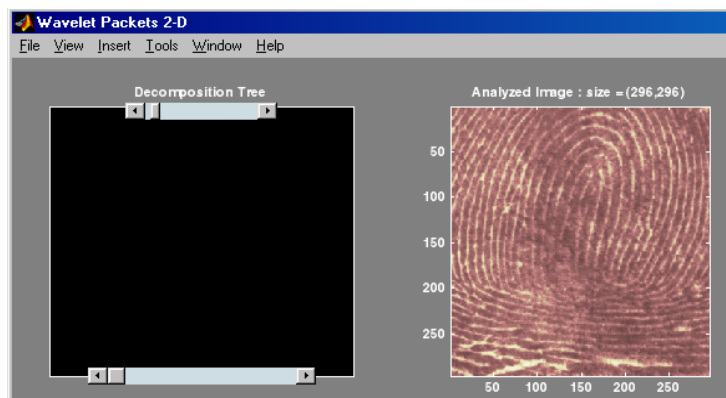 Wavelet Packets 2-D
File View Insert Tools Window Help
Decomposition Tree
Analyzed Image : size = (296,296)
50
100
150
200
250
50 100 150 200 250